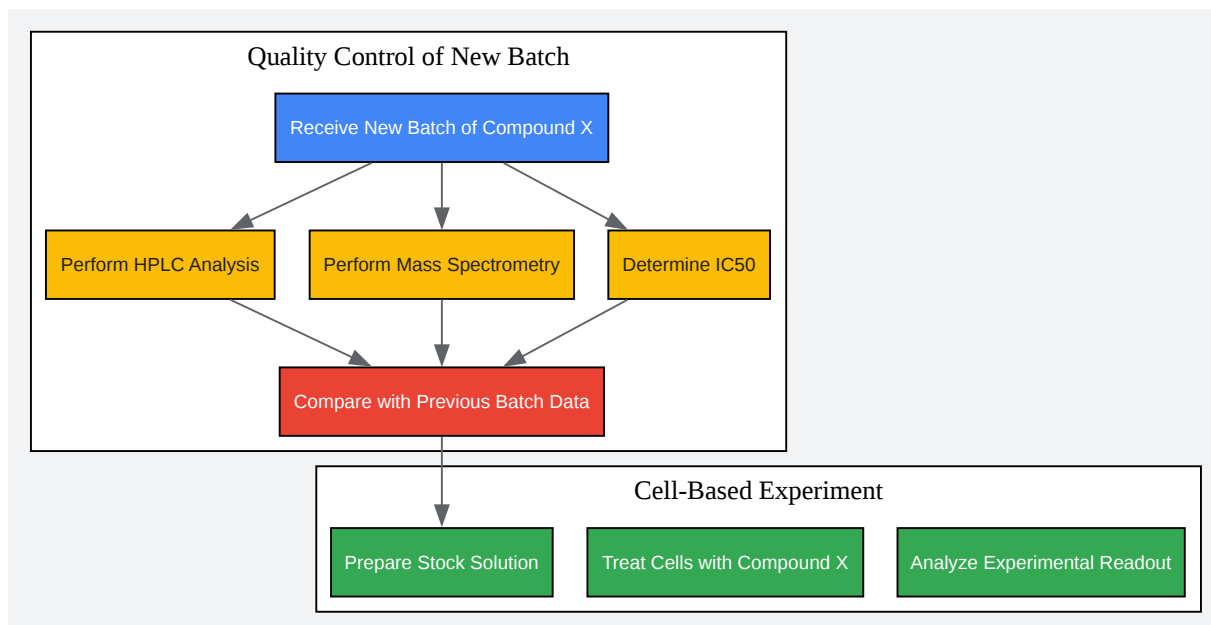 Quality Control of New Batch
Receive New Batch of Compound X
Perform HPLC Analysis
Perform Mass Spectrometry
Determine IC50
Compare with Previous Batch Data
Cell-Based Experiment
Prepare Stock Solution
Treat Cells with Compound X
Analyze Experimental Readout